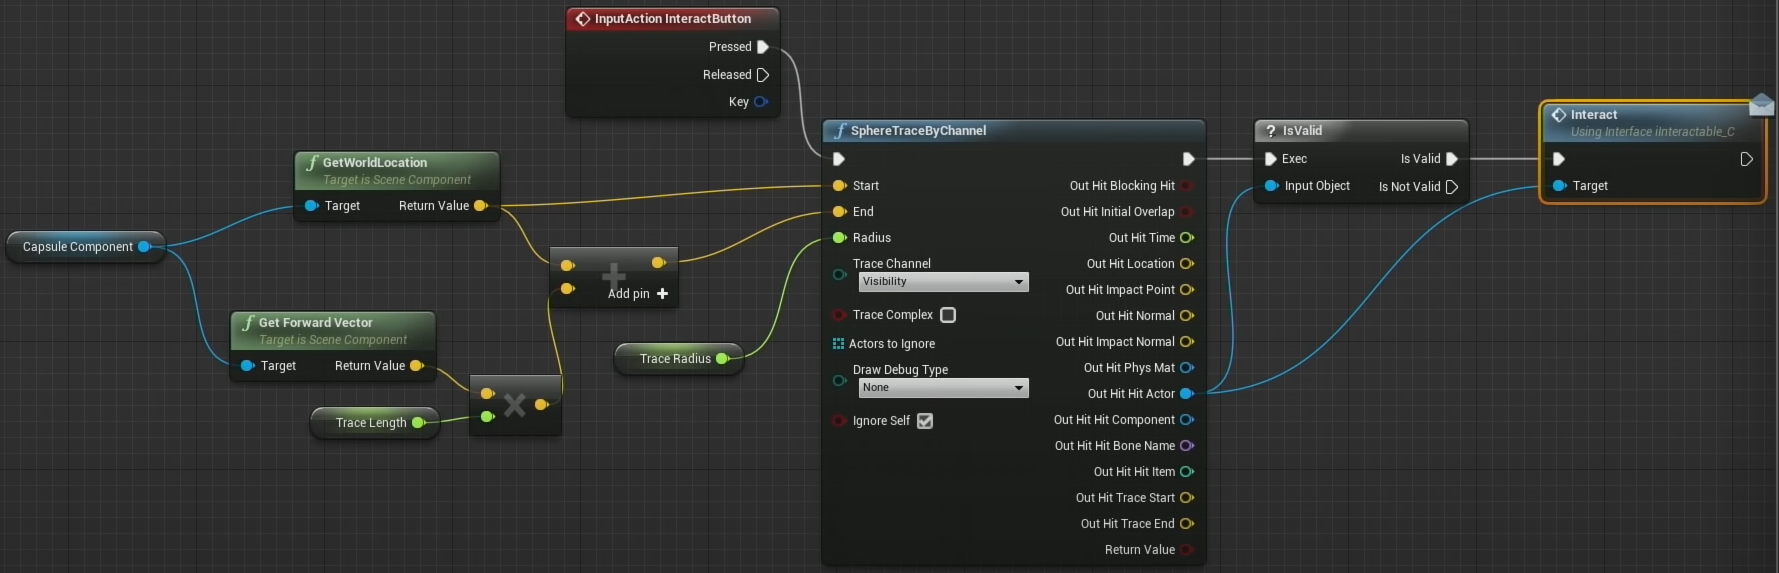 InputAction InteractButton
Pressed
Released
Key
GetWorldLocation
Target is Scene Component
Target
Return Value
Capsule Component
Get Forward Vector
Target is Scene Component
Target
Return Value
Trace Length
Add pin
Trace Radius
SphereTraceByChannel
Start
End
Radius
Trace Channel
Visibility
Trace Complex
Actors to Ignore
Draw Debug Type
None
Ignore Self
Out Hit Blocking Hit
Out Hit Initial Overlap
Out Hit Time
Out Hit Location
Out Hit Impact Point
Out Hit Normal
Out Hit Impact Normal
Out Hit Phys Mat
Out Hit Hit Actor
Out Hit Hit Component
Out Hit Hit Bone Name
Out Hit Hit Item
Out Hit Trace Start
Out Hit Trace End
Return Value
? IsValid
Exec
Is Valid
Input Object
Is Not Valid
Interact
Using Interface iInteractable_C
Target